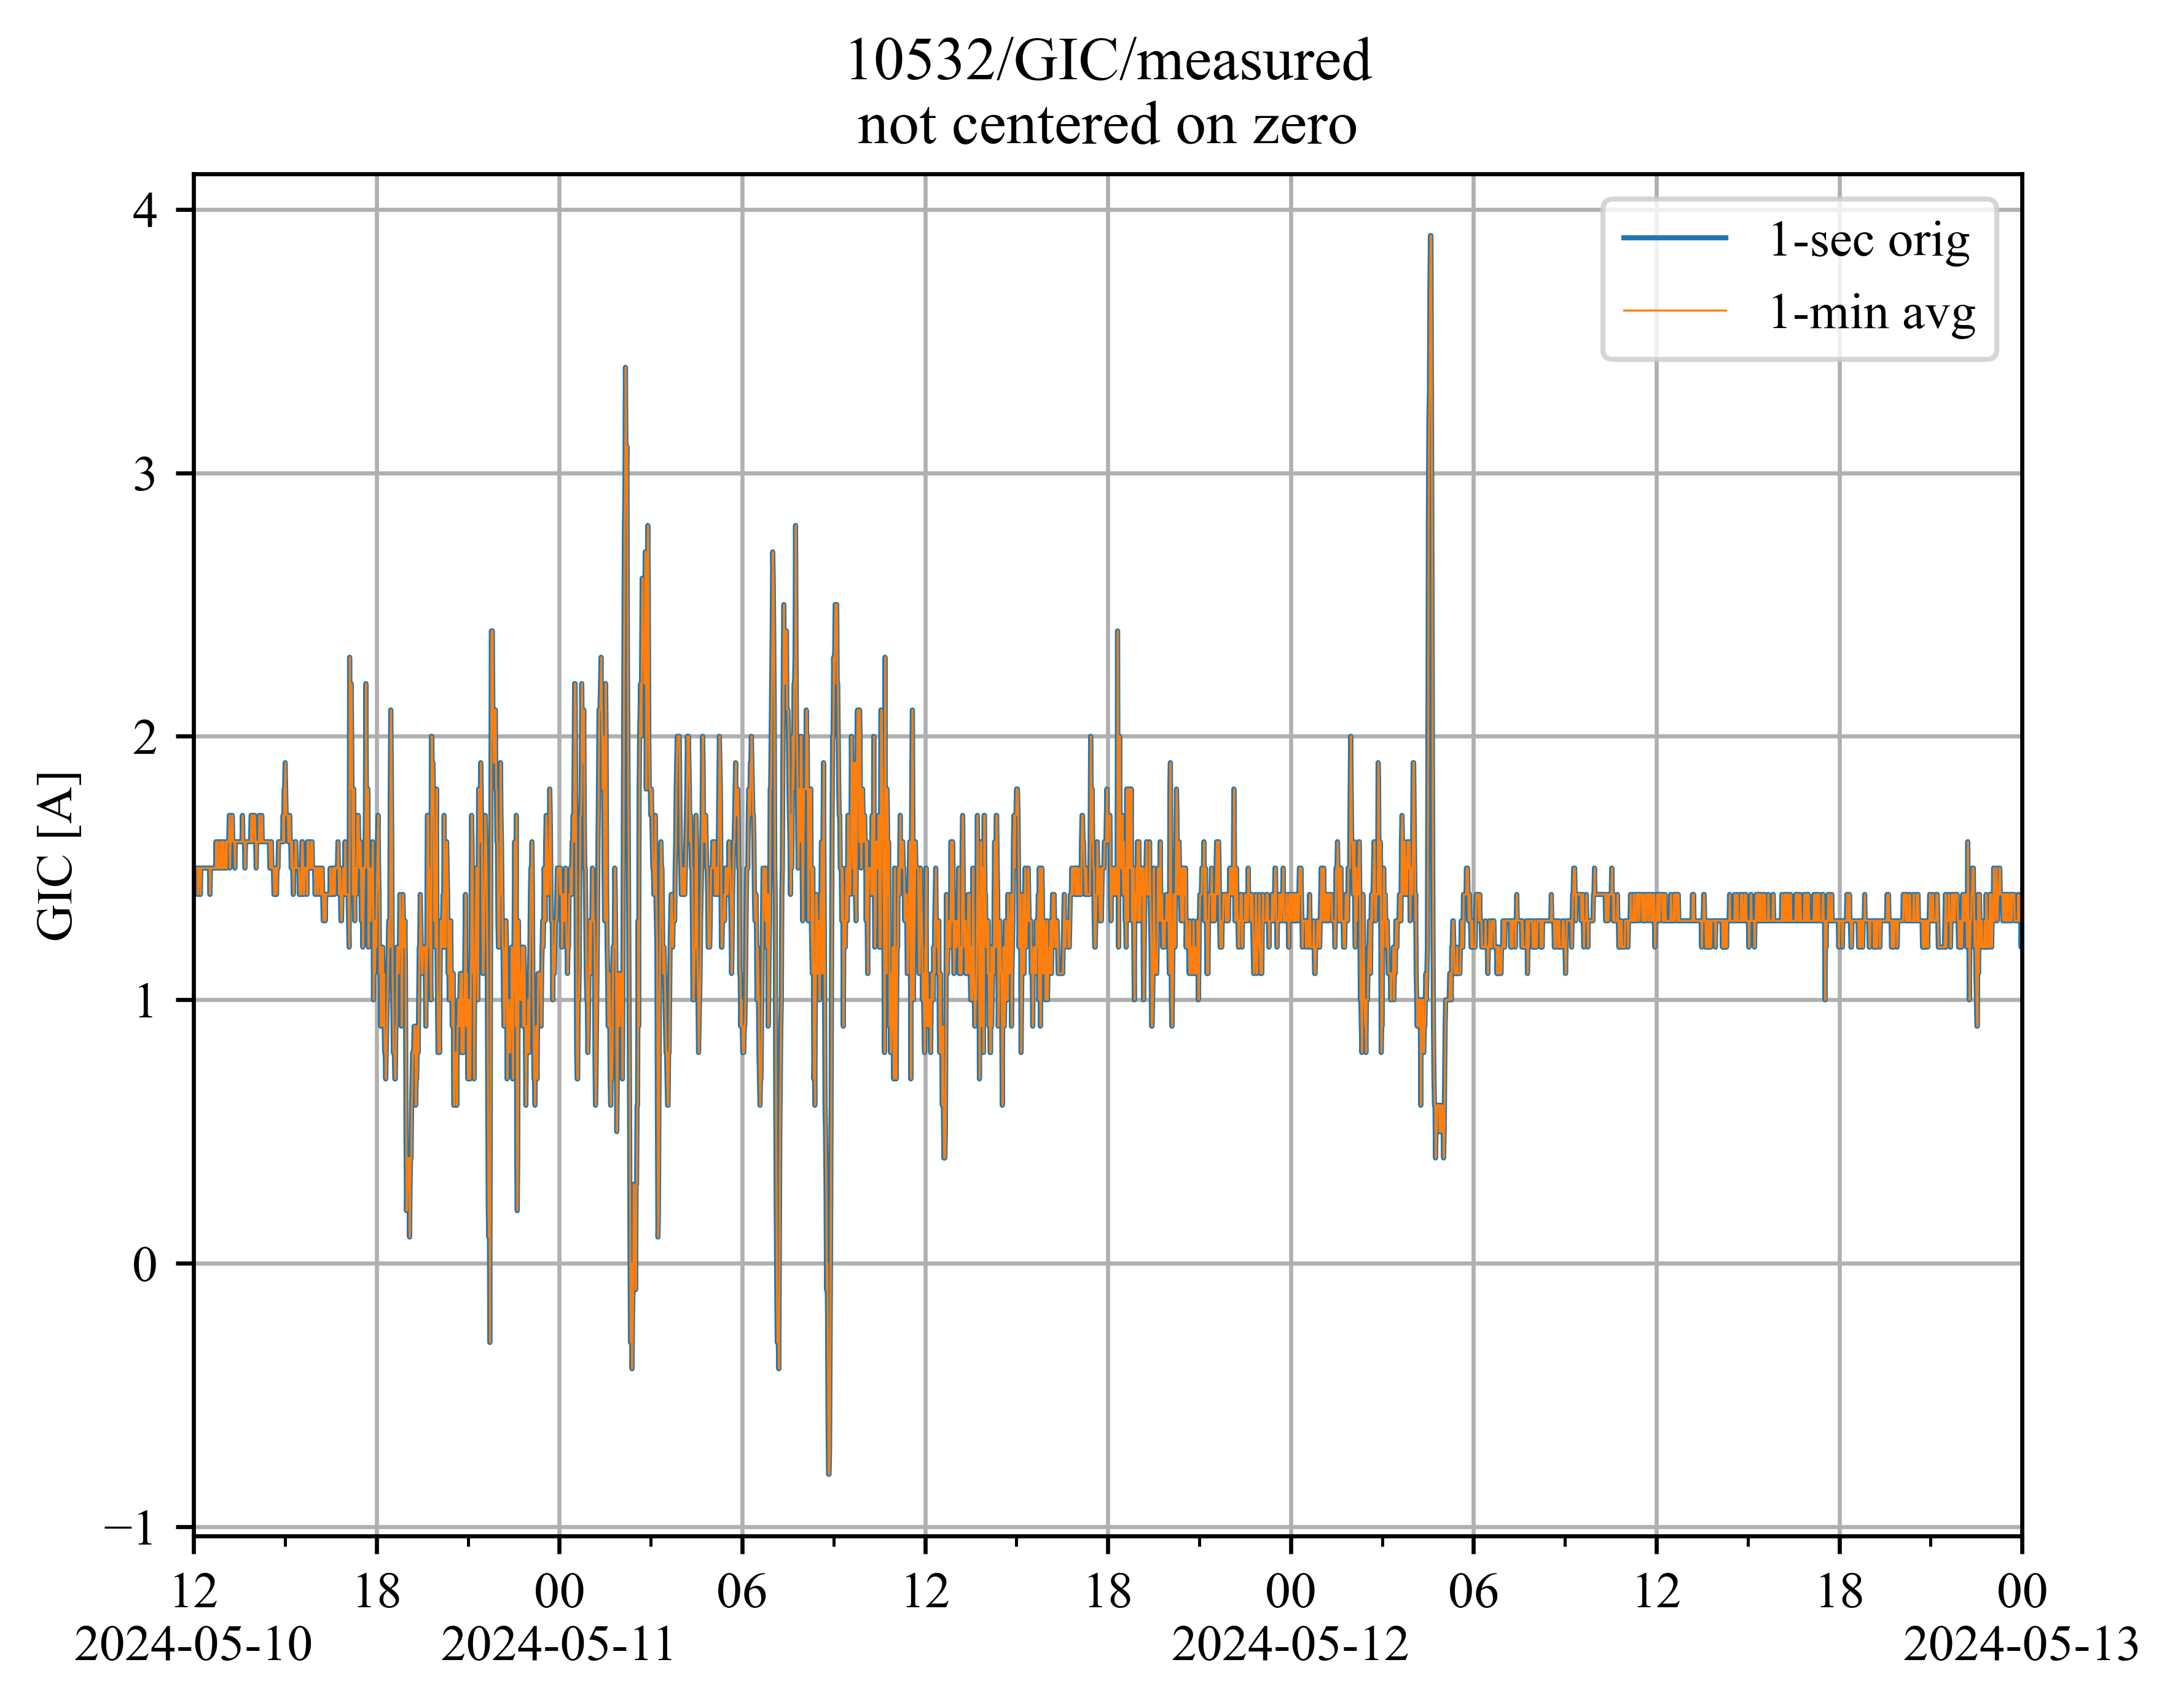 10532/GIC/measured
not centered on zero
1-sec orig
1-min avg
GIC [A]
4
3
2
1
0
−1
12 18 00 06 12 18 00 06 12 18 00
2024-05-10 2024-05-11 2024-05-12 2024-05-13